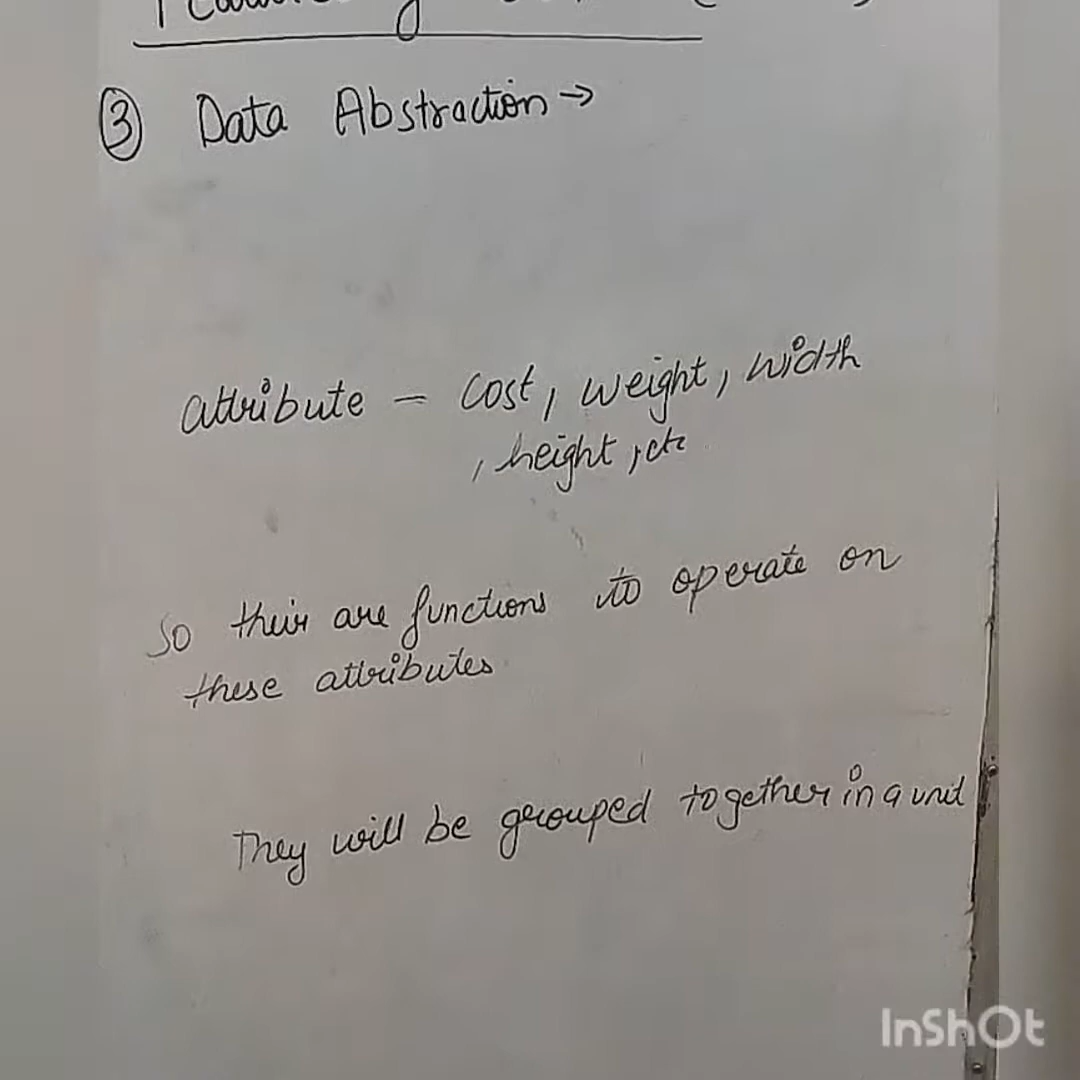 ③ Data Abstraction →
attribute - cost, weight, width
, height, etc
So their are functions to operate on
these attributes
They will be grouped together in a unit
InShOt